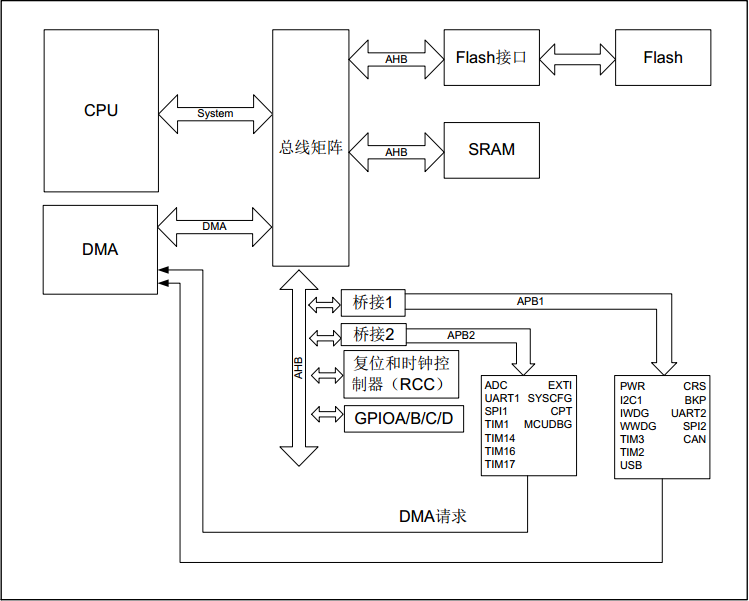 CPU
System
总线矩阵
AHB
Flash接口
Flash
AHB
SRAM
DMA
DMA
AHB
桥接1
APB1
桥接2
APB2
复位和时钟控
制器（RCC）
GPIOA/B/C/D
ADC EXTI
UART1 SYSCFG
SPI1 CPT
TIM1 MCUDBG
TIM14
TIM16
TIM17
PWR CRS
I2C1 BKP
IWDG UART2
WWDG SPI2
TIM3 CAN
TIM2
USB
DMA请求